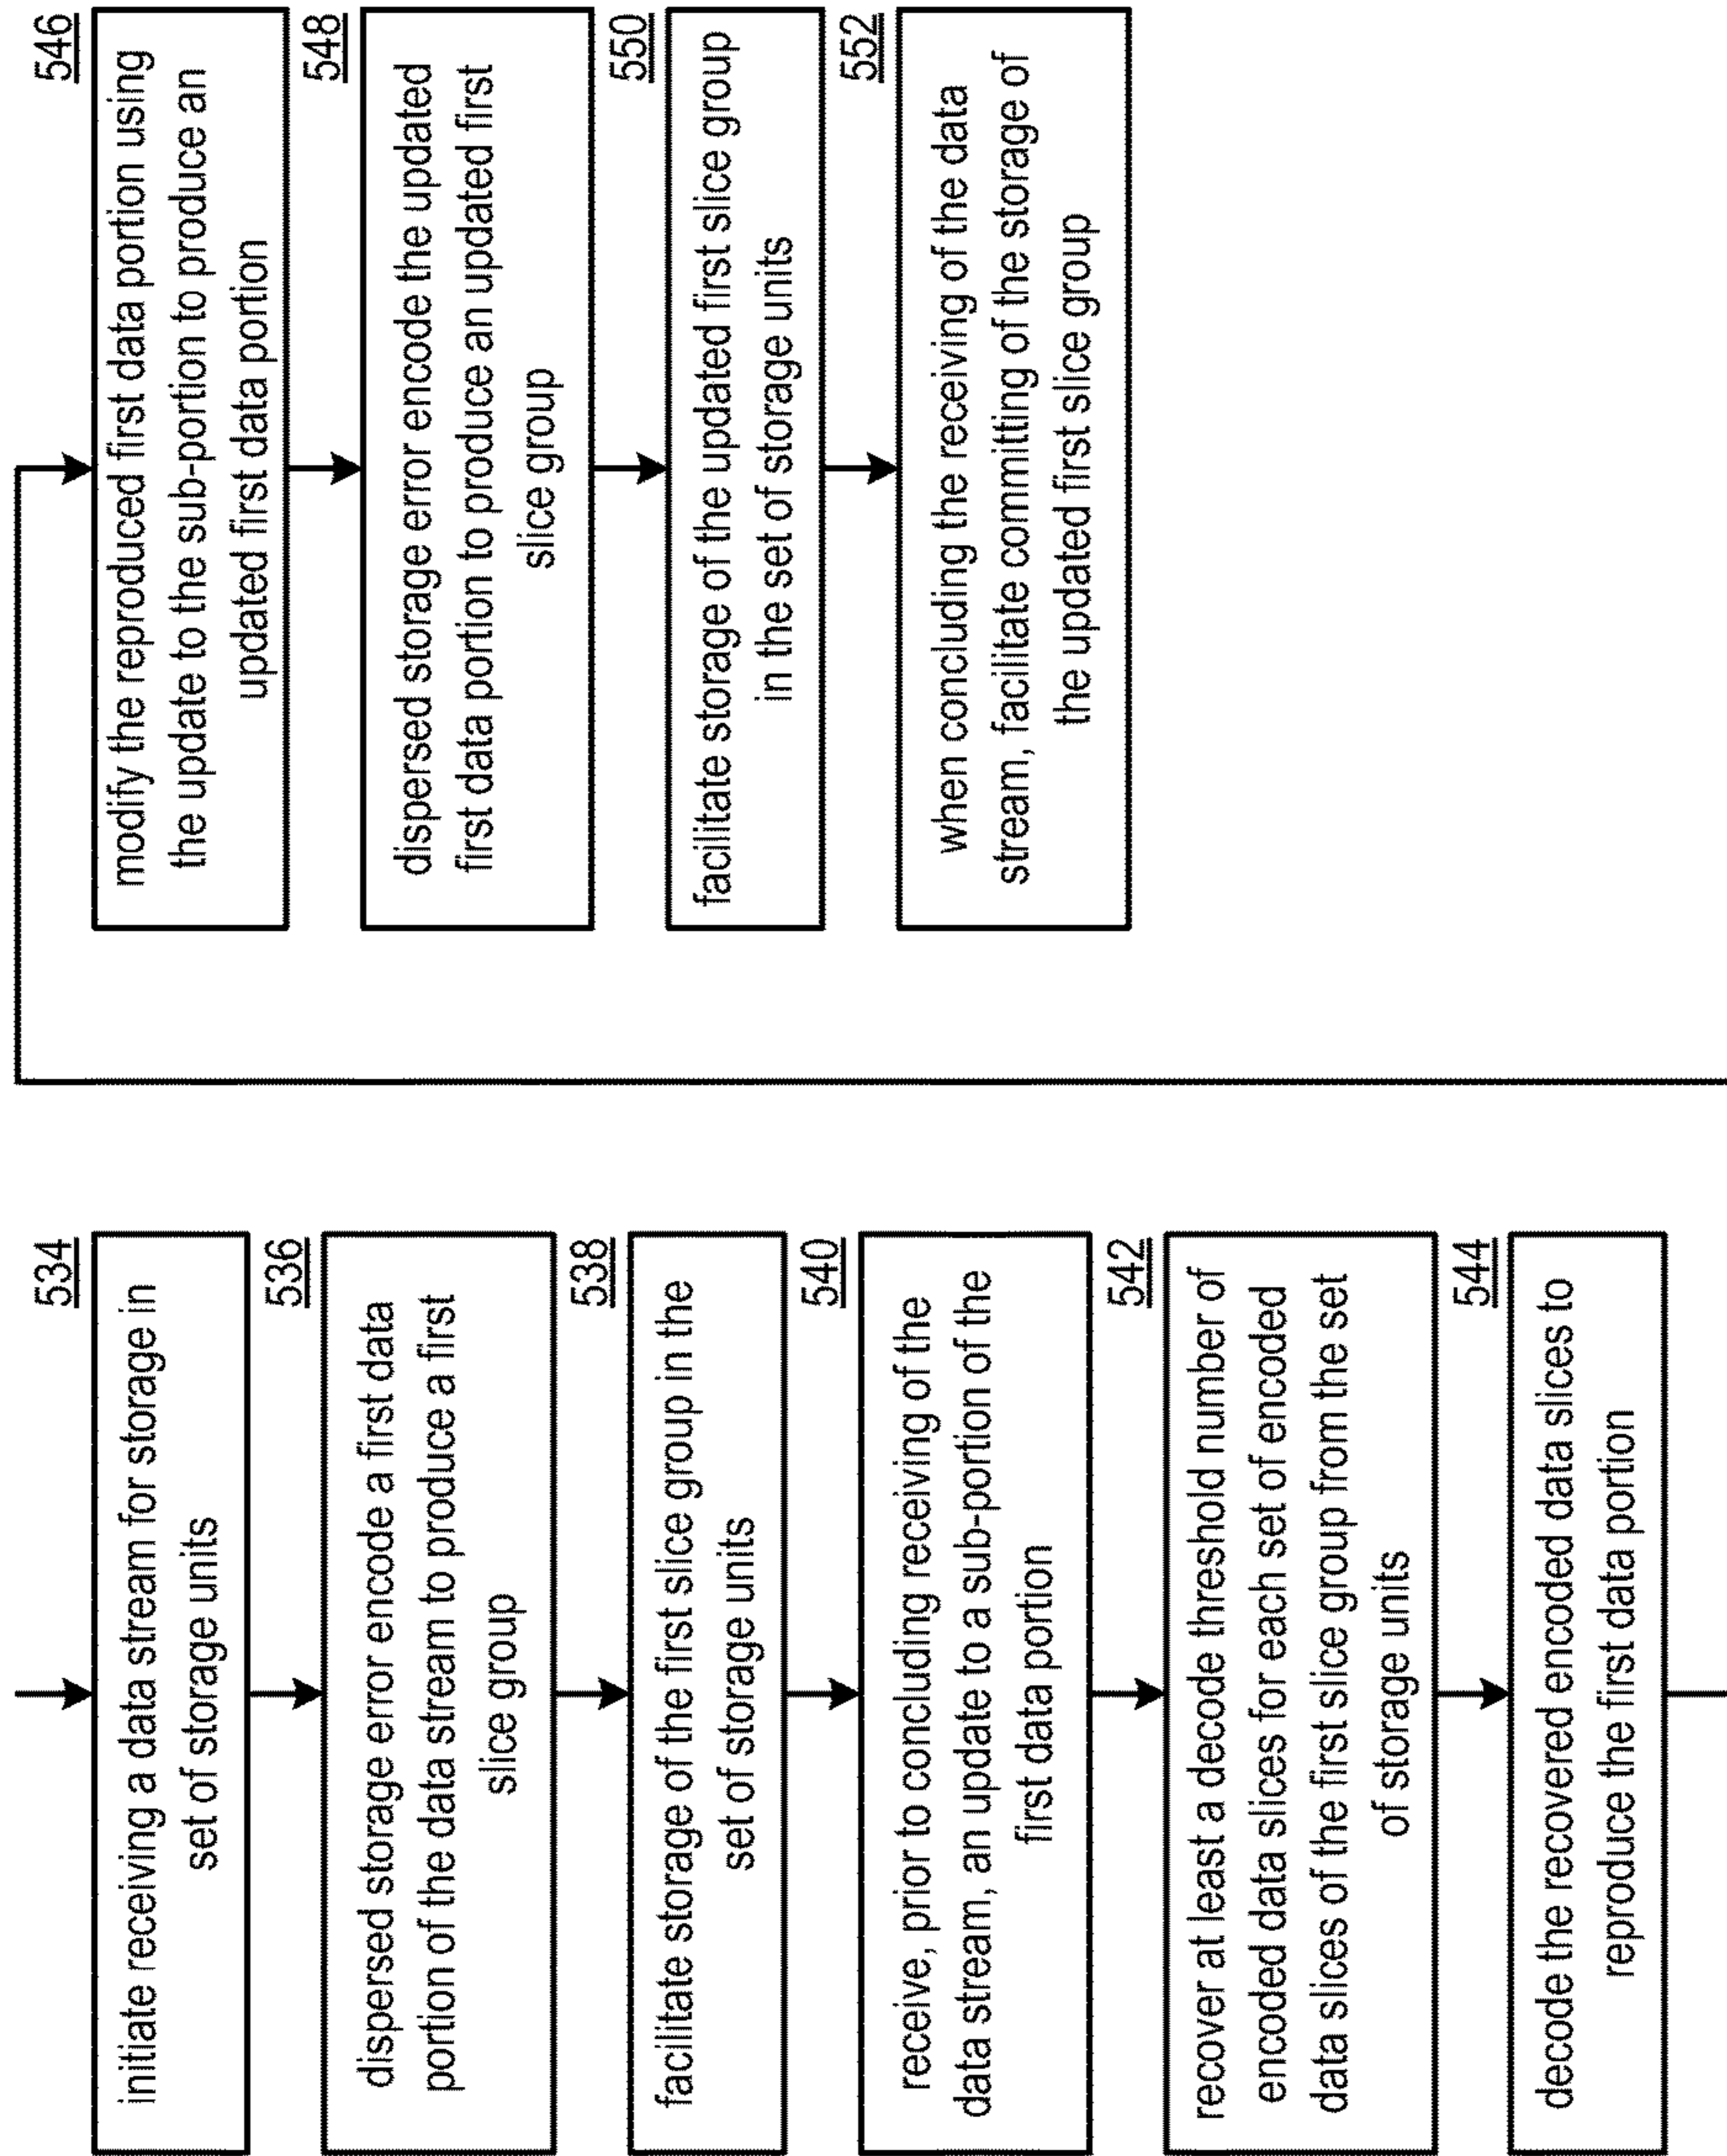 534
initiate receiving a data stream for storage in
set of storage units
536
dispersed storage error encode a first data
portion of the data stream to produce a first
slice group
538
facilitate storage of the first slice group in the
set of storage units
540
receive, prior to concluding receiving of the
data stream, an update to a sub-portion of the
first data portion
542
recover at least a decode threshold number of
encoded data slices for each set of encoded
data slices of the first slice group from the set
of storage units
544
decode the recovered encoded data slices to
reproduce the first data portion
546
modify the reproduced first data portion using
the update to the sub-portion to produce an
updated first data portion
548
dispersed storage error encode the updated
first data portion to produce an updated first
slice group
550
facilitate storage of the updated first slice group
in the set of storage units
552
when concluding the receiving of the data
stream, facilitate committing of the storage of
the updated first slice group